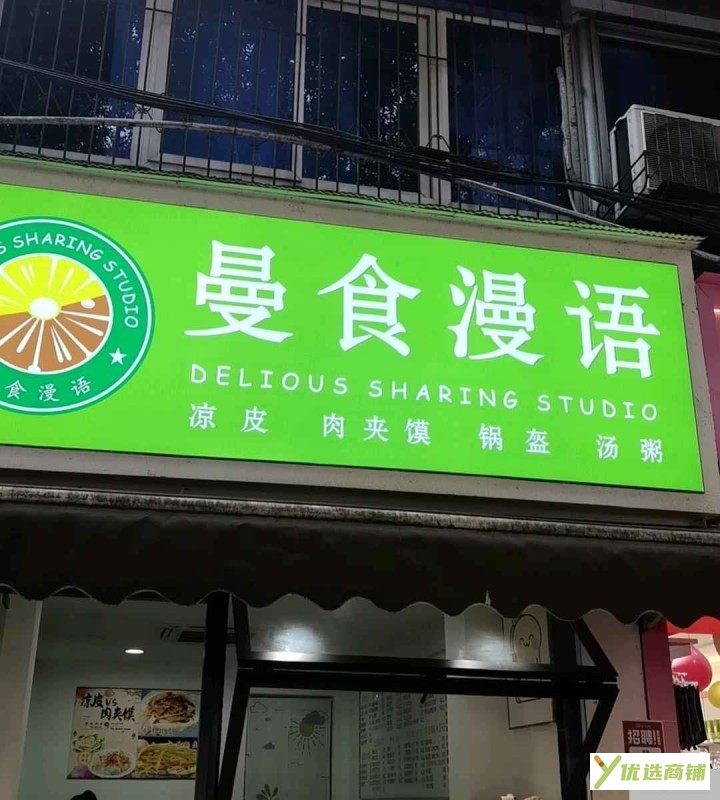 S SHARING STUDIO
食漫语
曼食漫语
DELIOUS SHARING STUDIO
凉皮 肉夹馍 锅盔 汤粥
凉皮VS
肉夹馍
招聘!!
优选商铺